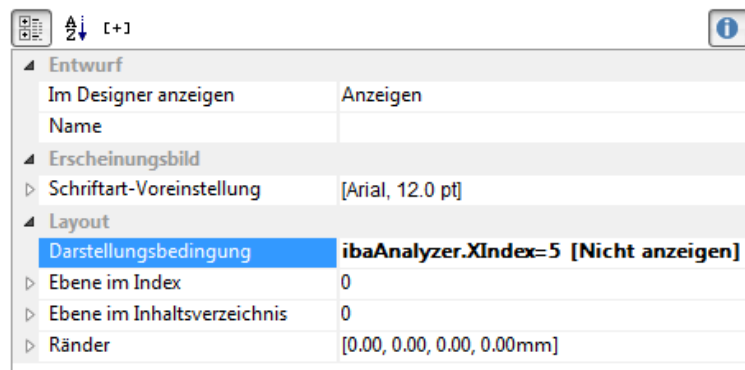 A Z [+] i
Entwurf
Im Designer anzeigen Anzeigen
Name
Erscheinungsbild
Schriftart-Voreinstellung [Arial, 12.0 pt]
Layout
Darstellungsbedingung ibaAnalyzer.XIndex=5 [Nicht anzeigen]
Ebene im Index 0
Ebene im Inhaltsverzeichnis 0
Ränder [0.00, 0.00, 0.00, 0.00mm]